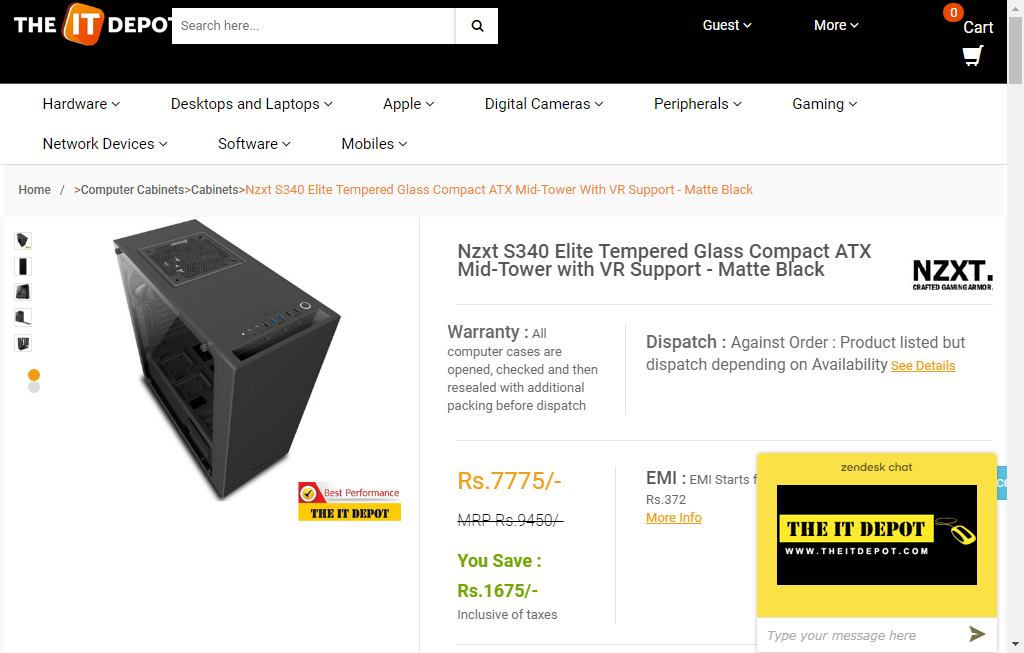 THE IT DEPOT
Search here...
Guest
More
0
Cart
Hardware
Desktops and Laptops
Apple
Digital Cameras
Peripherals
Gaming
Network Devices
Software
Mobiles
Home / >Computer Cabinets>Cabinets>Nzxt S340 Elite Tempered Glass Compact ATX Mid-Tower With VR Support - Matte Black
Nzxt S340 Elite Tempered Glass Compact ATX
Mid-Tower with VR Support - Matte Black
NZXT.
CRAFTED GAMING ARMOR.
Warranty : All
computer cases are
opened, checked and then
resealed with additional
packing before dispatch
Dispatch : Against Order : Product listed but
dispatch depending on Availability See Details
Best Performance
THE IT DEPOT
Rs.7775/-
MRP Rs.9450/-
You Save :
Rs.1675/-
Inclusive of taxes
EMI : EMI Starts
Rs.372
More Info
zendesk chat
THE IT DEPOT
WWW.THEITDEPOT.COM
Type your message here